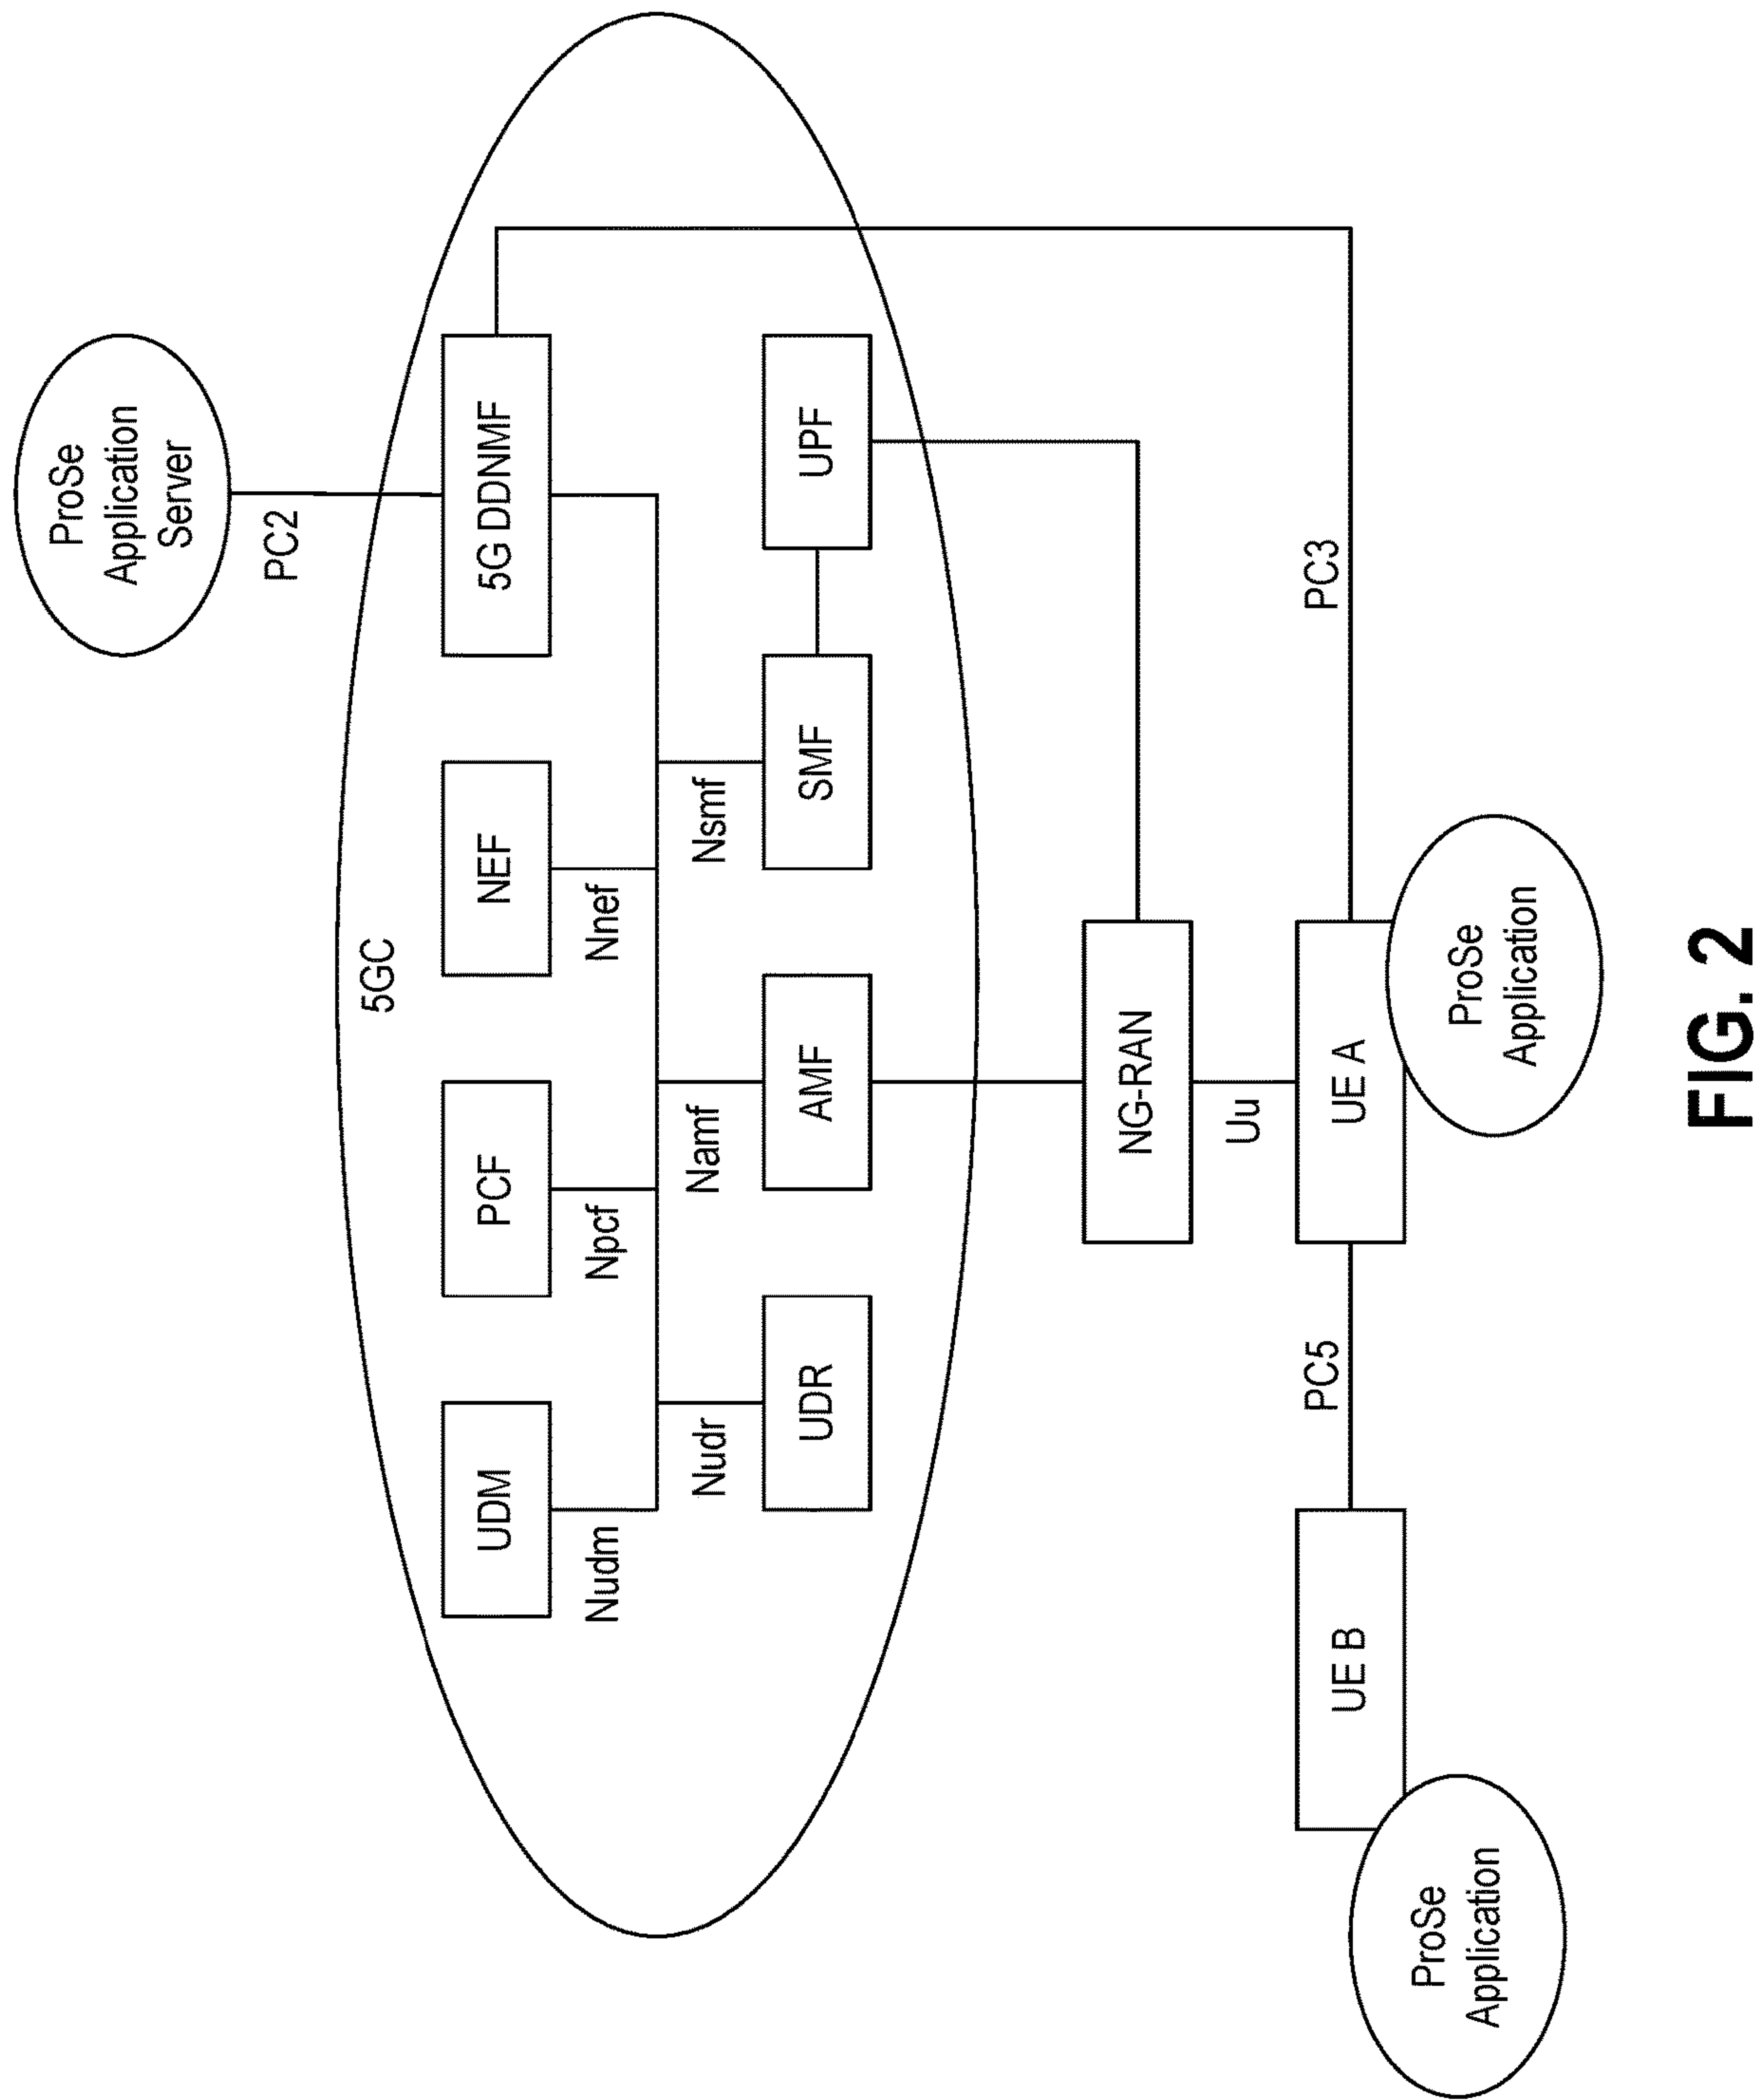 ProSe
Application
Server
PC2
5GC
UDM
PCF
NEF
5G DDNMF
Nudm
Npcf
Nnef
Nudr
Namf
Nsmf
UDR
AMF
SMF
UPF
NG-RAN
Uu
PC5
PC3
UE B
UE A
ProSe
Application
ProSe
Application
FIG. 2